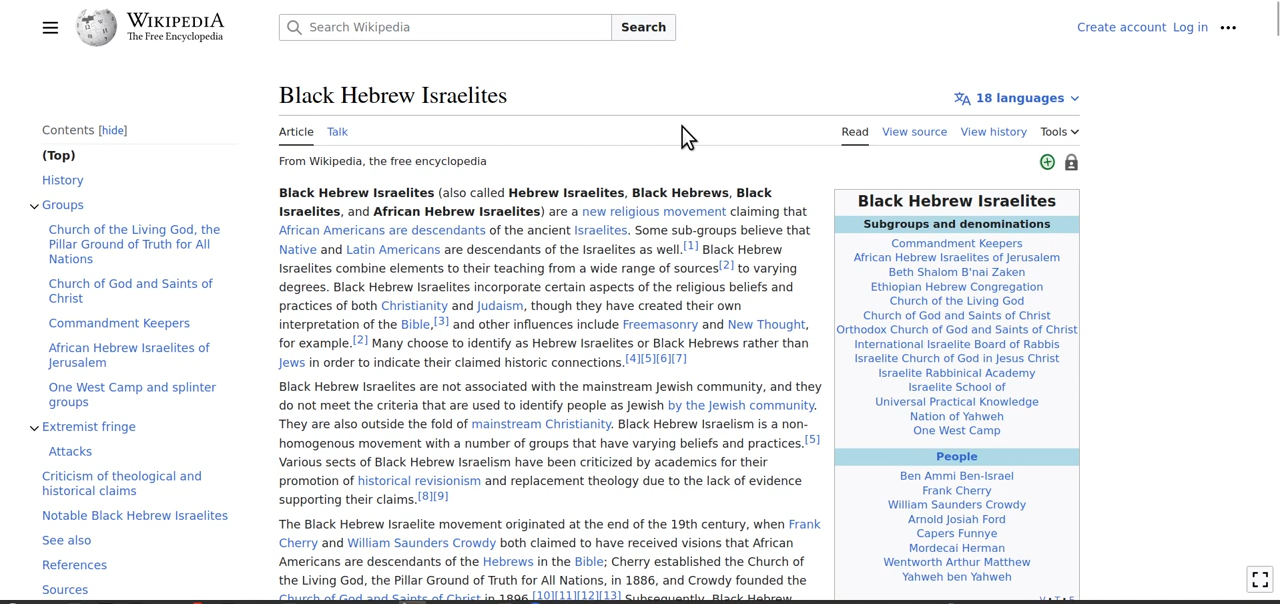 WIKIPEDIA
The Free Encyclopedia
Search Wikipedia
Search
Create account Log in
Black Hebrew Israelites
18 languages
Contents [hide]
(Top)
History
Groups
Church of the Living God, the
Pillar Ground of Truth for All
Nations
Church of God and Saints of
Christ
Commandment Keepers
African Hebrew Israelites of
Jerusalem
One West Camp and splinter
groups
Extremist fringe
Attacks
Criticism of theological and
historical claims
Notable Black Hebrew Israelites
See also
References
Sources
Article Talk
Read View source View history Tools
From Wikipedia, the free encyclopedia
Black Hebrew Israelites (also called Hebrew Israelites, Black Hebrews, Black
Israelites, and African Hebrew Israelites) are a new religious movement claiming that
African Americans are descendants of the ancient Israelites. Some sub-groups believe that
Native and Latin Americans are descendants of the Israelites as well.[1] Black Hebrew
Israelites combine elements to their teaching from a wide range of sources[2] to varying
degrees. Black Hebrew Israelites incorporate certain aspects of the religious beliefs and
practices of both Christianity and Judaism, though they have created their own
interpretation of the Bible,[3] and other influences include Freemasonry and New Thought,
for example.[2] Many choose to identify as Hebrew Israelites or Black Hebrews rather than
Jews in order to indicate their claimed historic connections.[4][5][6][7]
Black Hebrew Israelites are not associated with the mainstream Jewish community, and they
do not meet the criteria that are used to identify people as Jewish by the Jewish community.
They are also outside the fold of mainstream Christianity. Black Hebrew Israelism is a non-
homogenous movement with a number of groups that have varying beliefs and practices.[5]
Various sects of Black Hebrew Israelism have been criticized by academics for their
promotion of historical revisionism and replacement theology due to the lack of evidence
supporting their claims.[8][9]
The Black Hebrew Israelite movement originated at the end of the 19th century, when Frank
Cherry and William Saunders Crowdy both claimed to have received visions that African
Americans are descendants of the Hebrews in the Bible; Cherry established the Church of
the Living God, the Pillar Ground of Truth for All Nations, in 1886, and Crowdy founded the
Church of God and Saints of Christ in 1896.[10][11][12][13] Subsequently, Black Hebrew
Black Hebrew Israelites
Subgroups and denominations
Commandment Keepers
African Hebrew Israelites of Jerusalem
Beth Shalom B'nai Zaken
Ethiopian Hebrew Congregation
Church of the Living God
Church of God and Saints of Christ
Orthodox Church of God and Saints of Christ
International Israelite Board of Rabbis
Israelite Church of God in Jesus Christ
Israelite Rabbinical Academy
Israelite School of
Universal Practical Knowledge
Nation of Yahweh
One West Camp
People
Ben Ammi Ben-Israel
Frank Cherry
William Saunders Crowdy
Arnold Josiah Ford
Capers Funnye
Mordecai Herman
Wentworth Arthur Matthew
Yahweh ben Yahweh
V • T • E